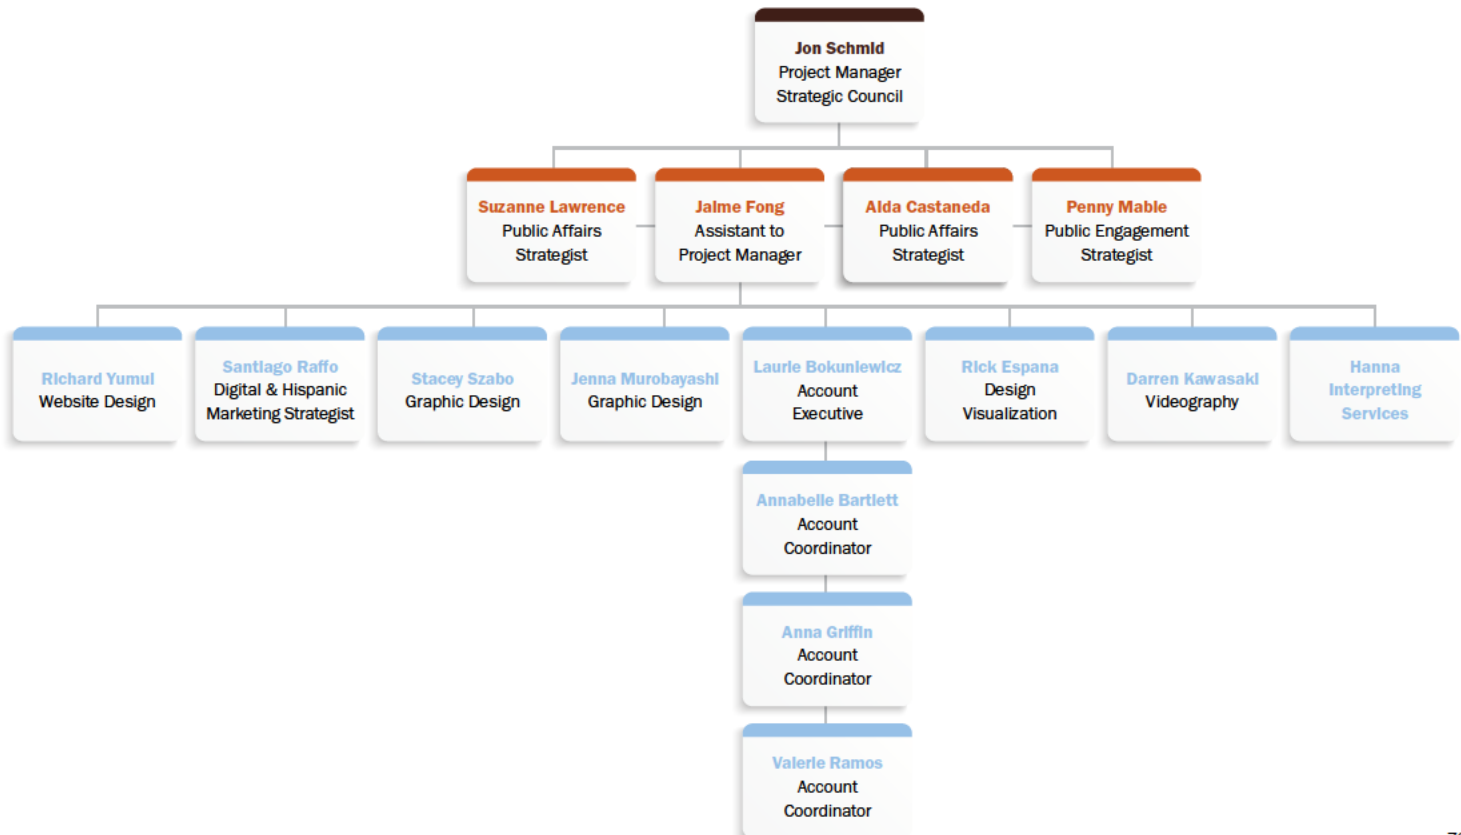 Jon Schmid
Project Manager
Strategic Council
Suzanne Lawrence
Public Affairs
Strategist
Jaime Fong
Assistant to
Project Manager
Aida Castaneda
Public Affairs
Strategist
Penny Mable
Public Engagement
Strategist
Richard Yumul
Website Design
Santiago Raffo
Digital & Hispanic
Marketing Strategist
Stacey Szabo
Graphic Design
Jenna Murobayashi
Graphic Design
Laurie Bokuniewicz
Account
Executive
Rick Espana
Design
Visualization
Darren Kawasaki
Videography
Hanna
Interpreting
Services
Annabelle Bartlett
Account
Coordinator
Anna Griffin
Account
Coordinator
Valerie Ramos
Account
Coordinator